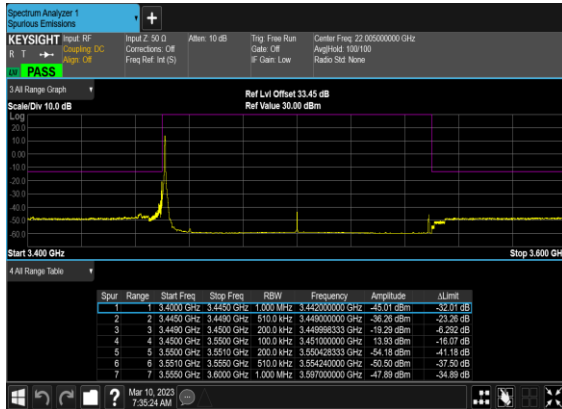 Spectrum Analyzer 1
Spurious Emissions
+
KEYSIGHT Input: RF Input Z: 50 Ω Atten: 10 dB Trig: Free Run Center Freq: 22.005000000 GHz
R T Coupling: DC Corrections: Off Gate: Off Avg|Hold: 100/100
Align: Off Freq Ref: Int (S) IF Gain: Low Radio Std: None
PASS
3 All Range Graph
Ref Lvl Offset 33.45 dB
Scale/Div 10.0 dB Ref Value 30.00 dBm
Log
20.0
10.0
0.00
-10.0
-20.0
-30.0
-40.0
-50.0
-60.0
Start 3.400 GHz Stop 3.600 GH
4 All Range Table
Spur Range Start Freq Stop Freq RBW Frequency Amplitude ΔLimit
1 1 3.4000 GHz 3.4450 GHz 1.000 MHz 3.442000000 GHz -45.01 dBm -32.01 dB
2 2 3.4450 GHz 3.4490 GHz 510.0 kHz 3.449000000 GHz -36.26 dBm -23.26 dB
3 3 3.4490 GHz 3.4500 GHz 200.0 kHz 3.449998333 GHz -19.29 dBm -6.292 dB
4 4 3.4500 GHz 3.5500 GHz 100.0 kHz 3.451000000 GHz 13.93 dBm -16.07 dB
5 5 3.5500 GHz 3.5510 GHz 200.0 kHz 3.550428333 GHz -54.18 dBm -41.18 dB
6 6 3.5510 GHz 3.5550 GHz 510.0 kHz 3.554240000 GHz -50.50 dBm -37.50 dB
7 7 3.5550 GHz 3.6000 GHz 1.000 MHz 3.597000000 GHz -47.89 dBm -34.89 dB
? Mar 10, 2023
7:35:24 AM